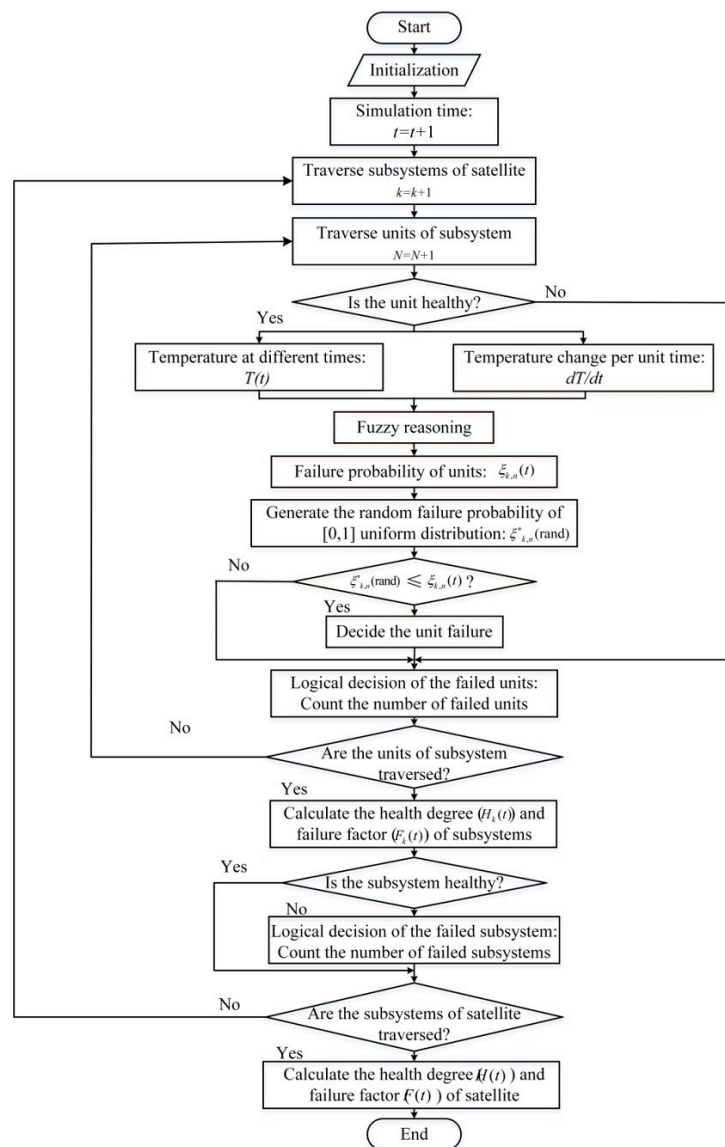 Start
Initialization
Simulation time:
t=t+1
Traverse subsystems of satellite
k=k+1
Traverse units of subsystem
N=N+1
Is the unit healthy?
No
Yes
Temperature at different times:
T(t)
Temperature change per unit time:
dT/dt
Fuzzy reasoning
Failure probability of units: ξk,n(t)
Generate the random failure probability of
[0,1] uniform distribution: ξ*k,n(rand)
No
ξ*k,n(rand) ≤ ξk,n(t) ?
Yes
Decide the unit failure
Logical decision of the failed units:
Count the number of failed units
No
Are the units of subsystem
traversed?
Yes
Calculate the health degree (Hk(t)) and
failure factor (Fk(t)) of subsystems
Yes
Is the subsystem healthy?
No
Logical decision of the failed subsystem:
Count the number of failed subsystems
No
Are the subsystems of satellite
traversed?
Yes
Calculate the health degree (H(t) ) and
failure factor (F(t) ) of satellite
End